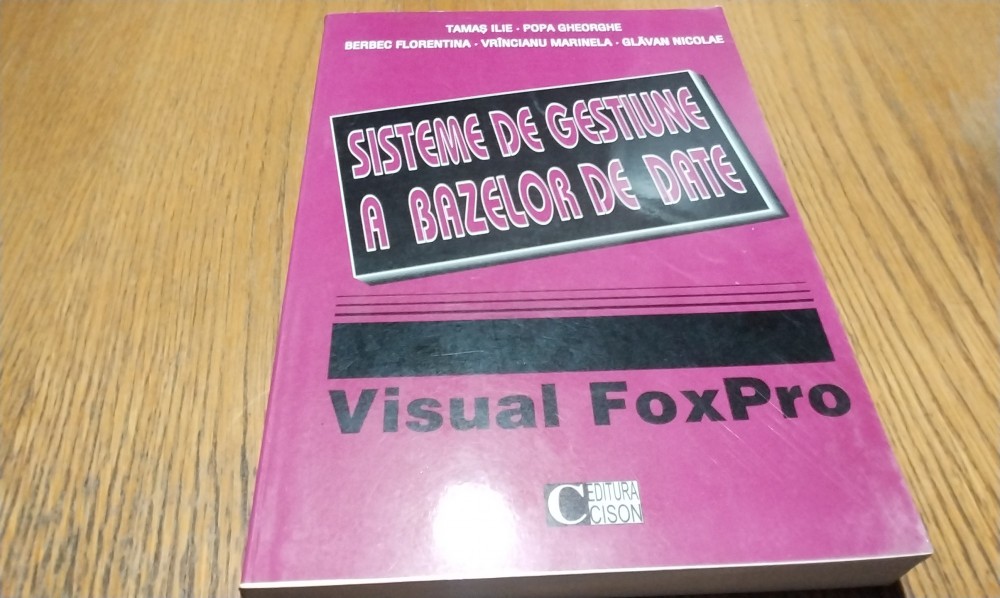 TAMAȘ ILIE · POPA GHEORGHE
BERBEC FLORENTINA · VRÎNCIANU MARINELA · GLĂVAN NICOLAE
SISTEME DE GESTIUNE
A BAZELOR DE DATE
Visual FoxPro
C EDITURA
CISON